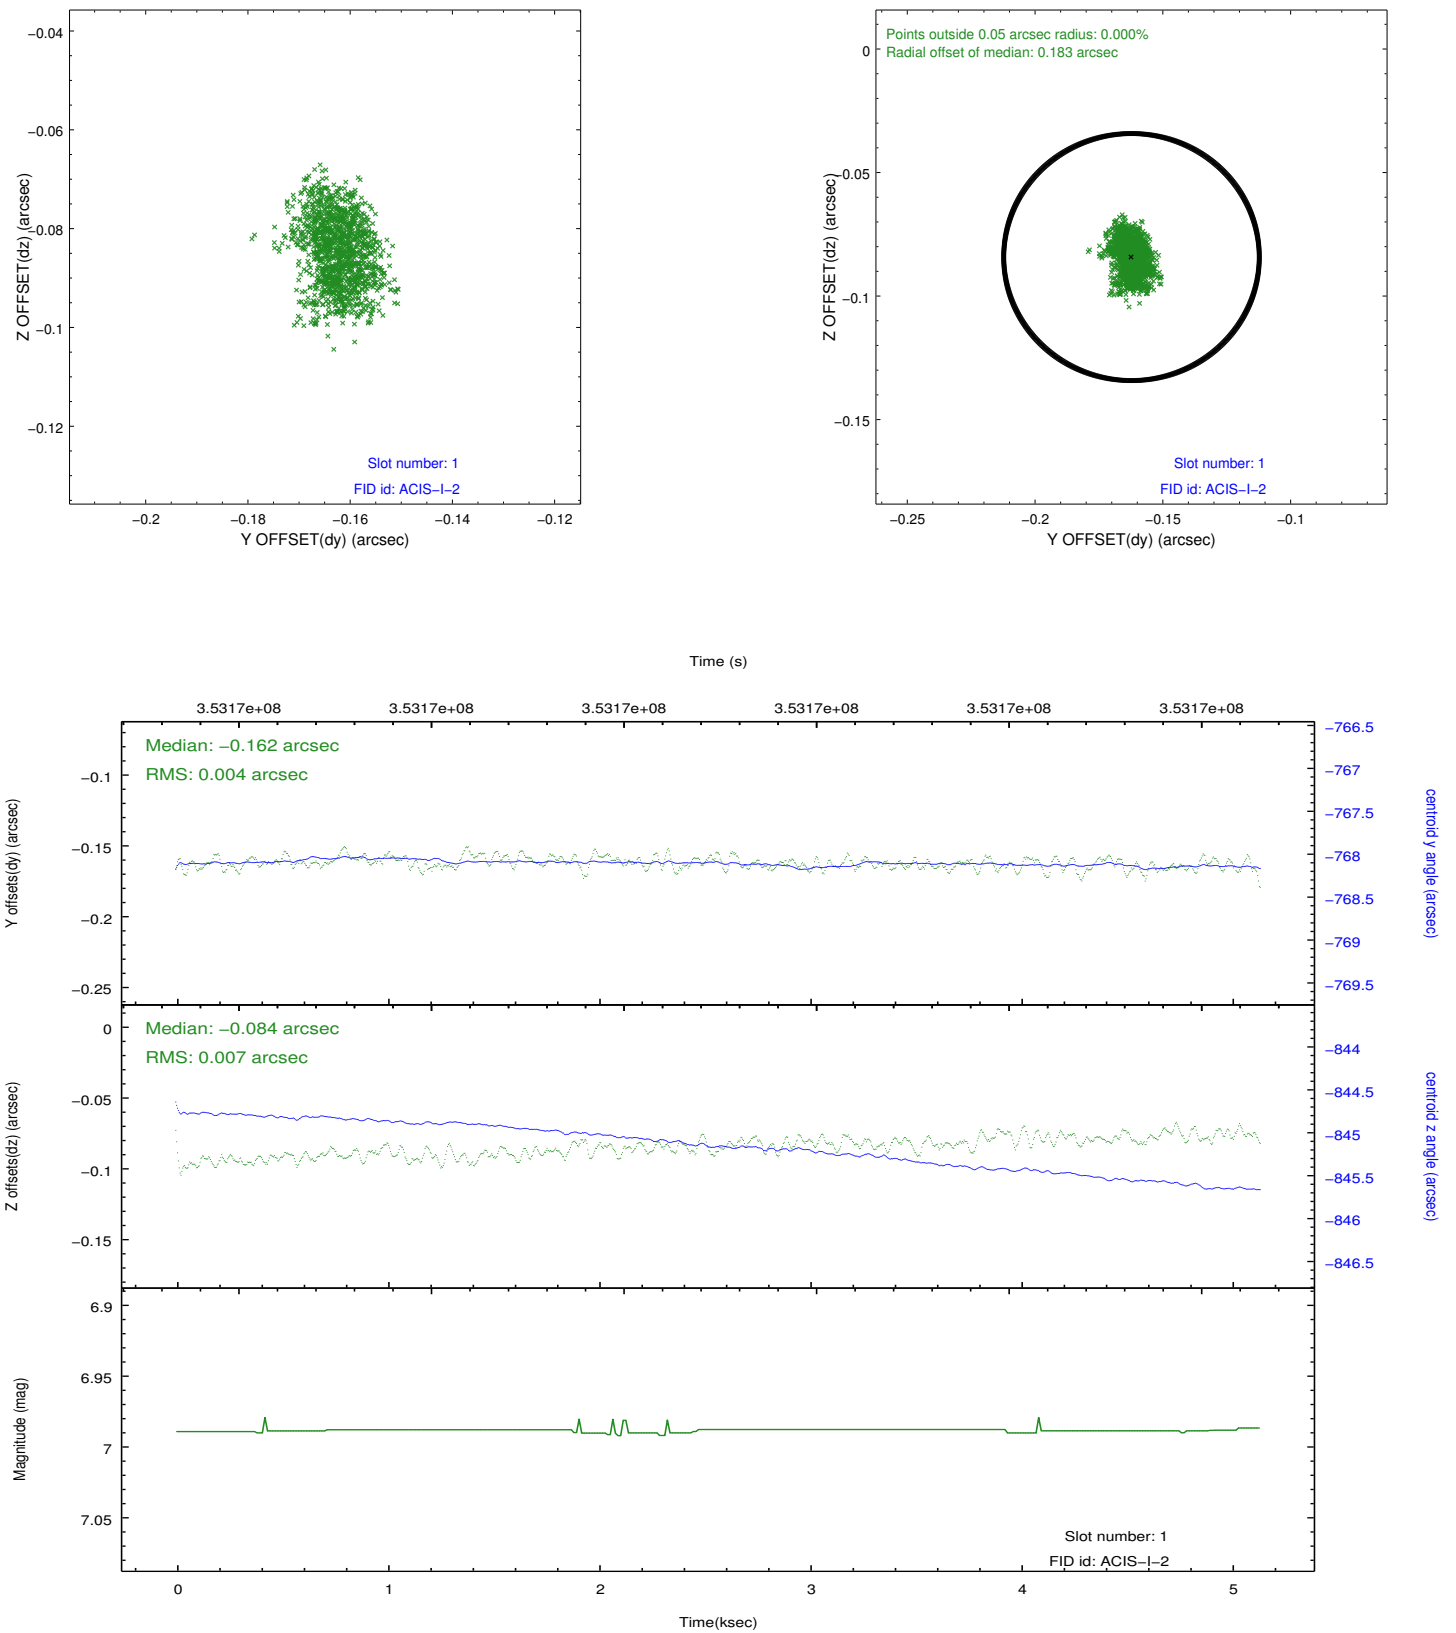 −0.04
−0.06
−0.08
−0.1
−0.12
Z OFFSET(dz) (arcsec)
Slot number: 1
FID id: ACIS−I−2
−0.2
−0.18
−0.16
−0.14
−0.12
Y OFFSET(dy) (arcsec)
Points outside 0.05 arcsec radius: 0.000%
Radial offset of median: 0.183 arcsec
0
−0.05
−0.1
−0.15
Z OFFSET(dz) (arcsec)
Slot number: 1
FID id: ACIS−I−2
−0.25
−0.2
−0.15
−0.1
Y OFFSET(dy) (arcsec)
Time (s)
3.5317e+08
3.5317e+08
3.5317e+08
3.5317e+08
3.5317e+08
3.5317e+08
Median: −0.162 arcsec
RMS: 0.004 arcsec
−0.1
−0.15
−0.2
−0.25
Y offsets(dy) (arcsec)
−766.5
−767
−767.5
−768
−768.5
−769
−769.5
centroid y angle (arcsec)
Median: −0.084 arcsec
RMS: 0.007 arcsec
0
−0.05
−0.1
−0.15
Z offsets(dz) (arcsec)
−844
−844.5
−845
−845.5
−846
−846.5
centroid z angle (arcsec)
6.9
6.95
7
7.05
Magnitude (mag)
Slot number: 1
FID id: ACIS−I−2
0
1
2
3
4
5
Time(ksec)